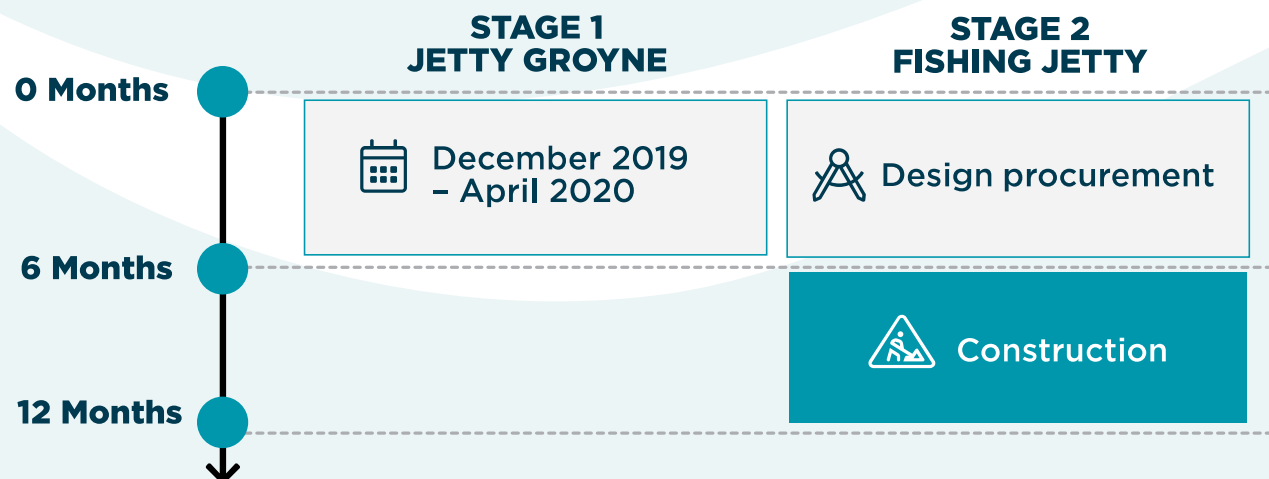 STAGE 1
JETTY GROYNE
STAGE 2
FISHING JETTY
0 Months
December 2019
– April 2020
Design procurement
6 Months
Construction
12 Months